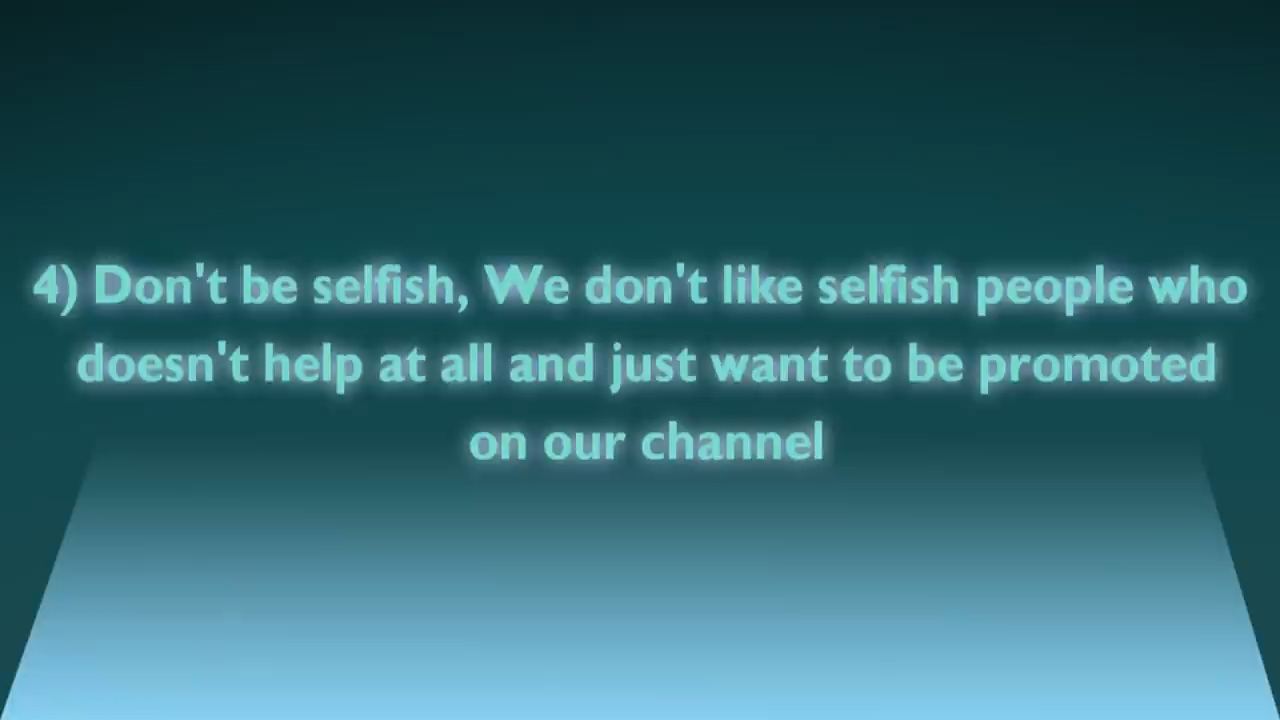 4) Don't be selfish, We don't like selfish people who
doesn't help at all and just want to be promoted
on our channel